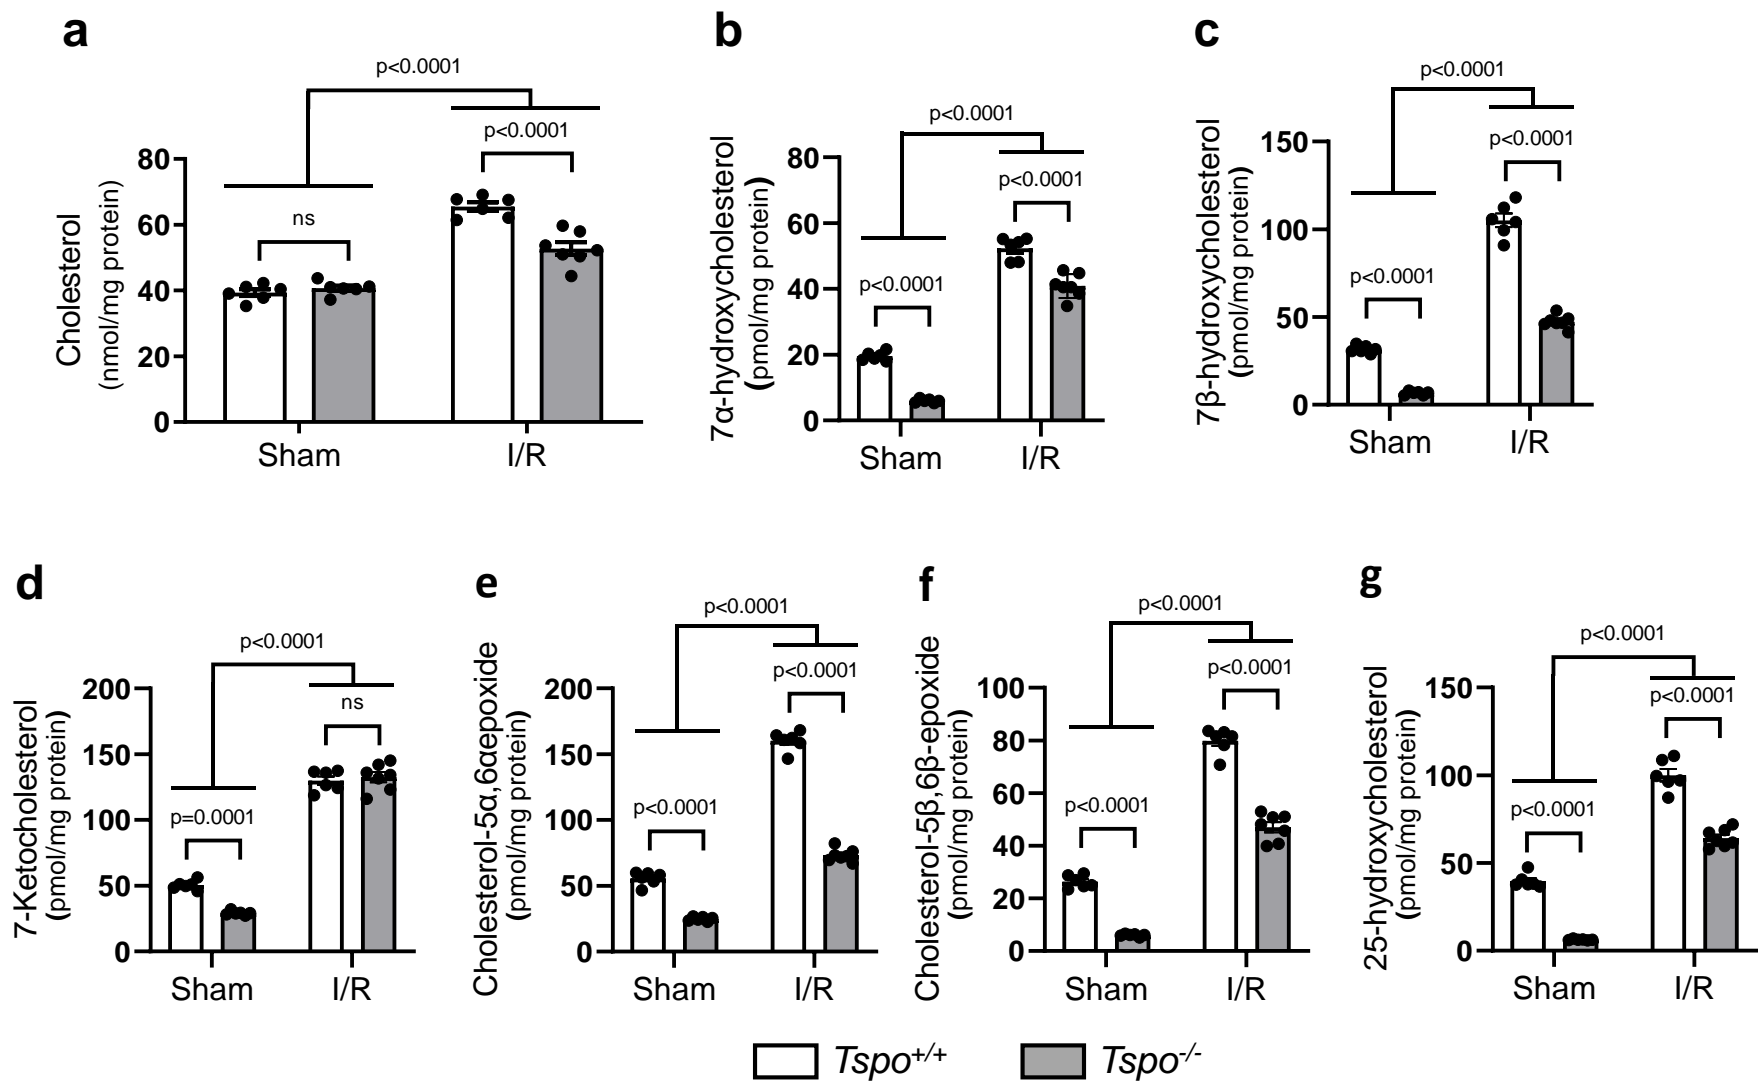 a
p<0.0001
p<0.0001
ns
Cholesterol
(nmol/mg protein)
80
60
40
20
0
Sham
I/R
b
p<0.0001
p<0.0001
p<0.0001
7α-hydroxycholesterol
(pmol/mg protein)
80
60
40
20
0
Sham
I/R
c
p<0.0001
p<0.0001
p<0.0001
7β-hydroxycholesterol
(pmol/mg protein)
150
100
50
0
Sham
I/R
d
p<0.0001
ns
p=0.0001
7-Ketocholesterol
(pmol/mg protein)
200
150
100
50
0
Sham
I/R
e
p<0.0001
p<0.0001
p<0.0001
Cholesterol-5α,6αepoxide
(pmol/mg protein)
200
150
100
50
0
Sham
I/R
f
p<0.0001
p<0.0001
p<0.0001
Cholesterol-5β,6β-epoxide
(pmol/mg protein)
100
80
60
40
20
0
Sham
I/R
g
p<0.0001
p<0.0001
p<0.0001
25-hydroxycholesterol
(pmol/mg protein)
150
100
50
0
Sham
I/R
Tspo+/+
Tspo-/-